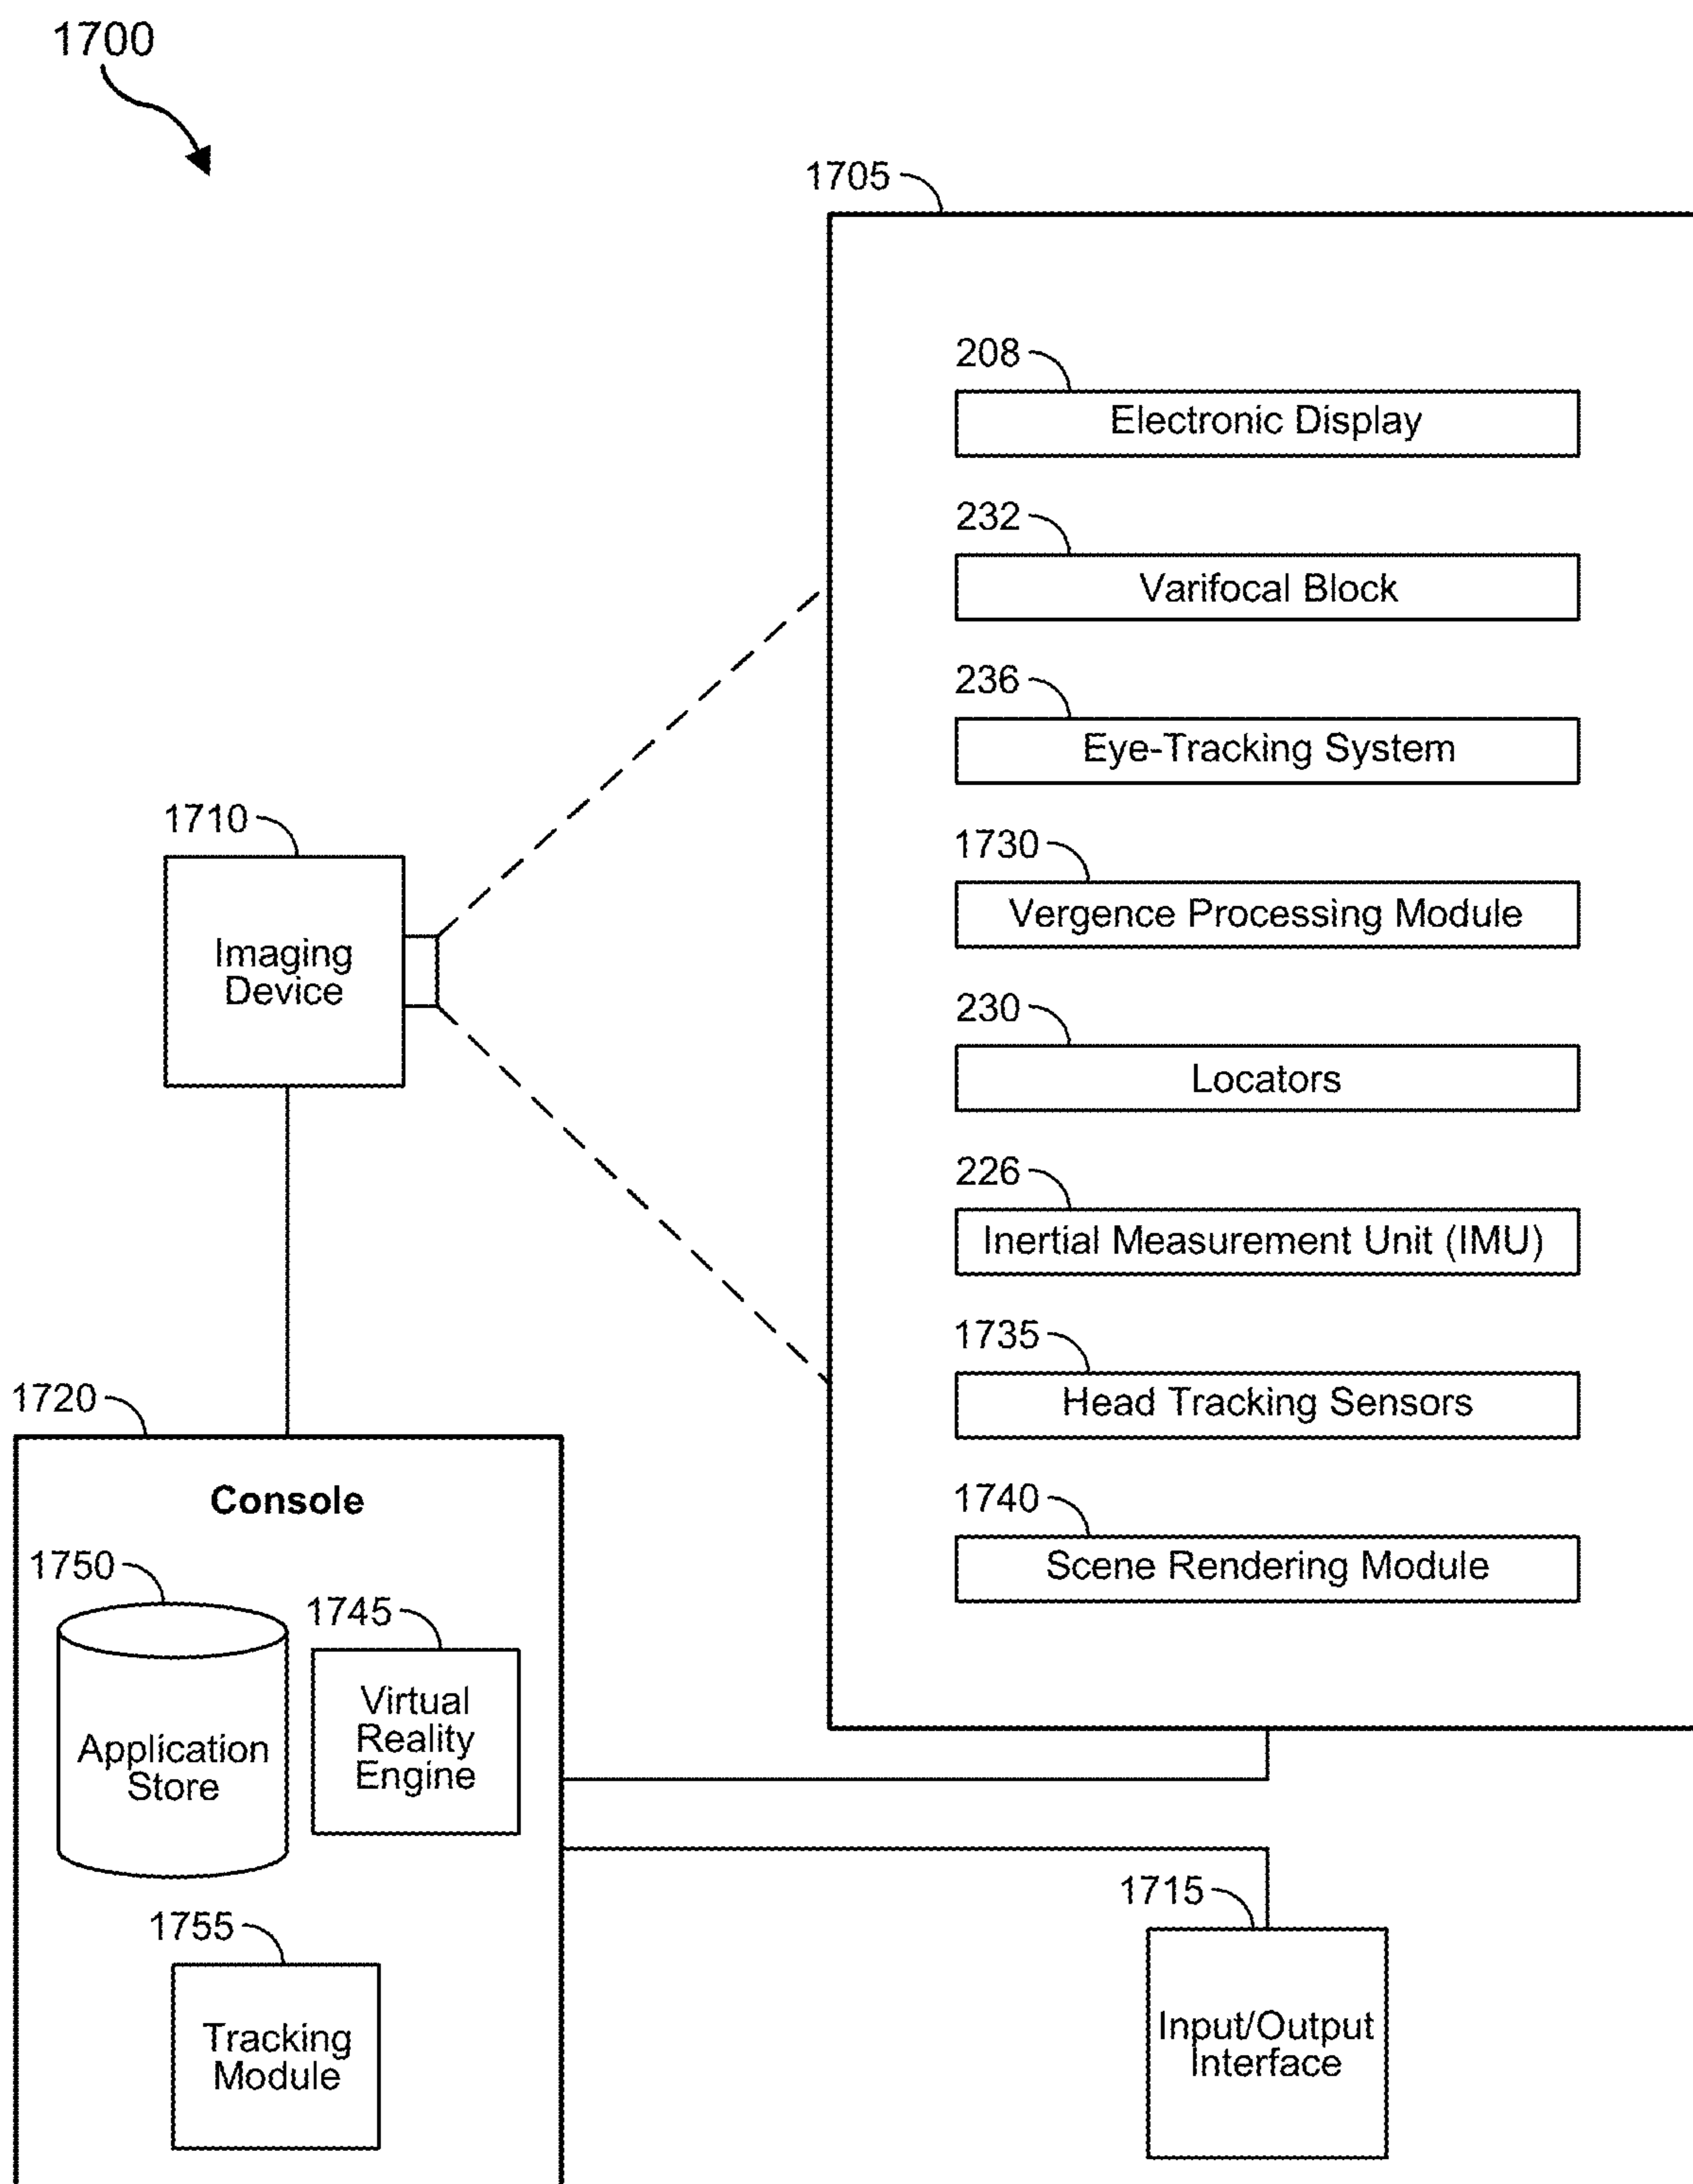 1700
1705
208
Electronic Display
232
Varifocal Block
236
Eye-Tracking System
1730
Vergence Processing Module
230
Locators
226
Inertial Measurement Unit (IMU)
1735
Head Tracking Sensors
1740
Scene Rendering Module
1710
Imaging
Device
1720
Console
1750
Application
Store
1745
Virtual
Reality
Engine
1755
Tracking
Module
1715
Input/Output
Interface